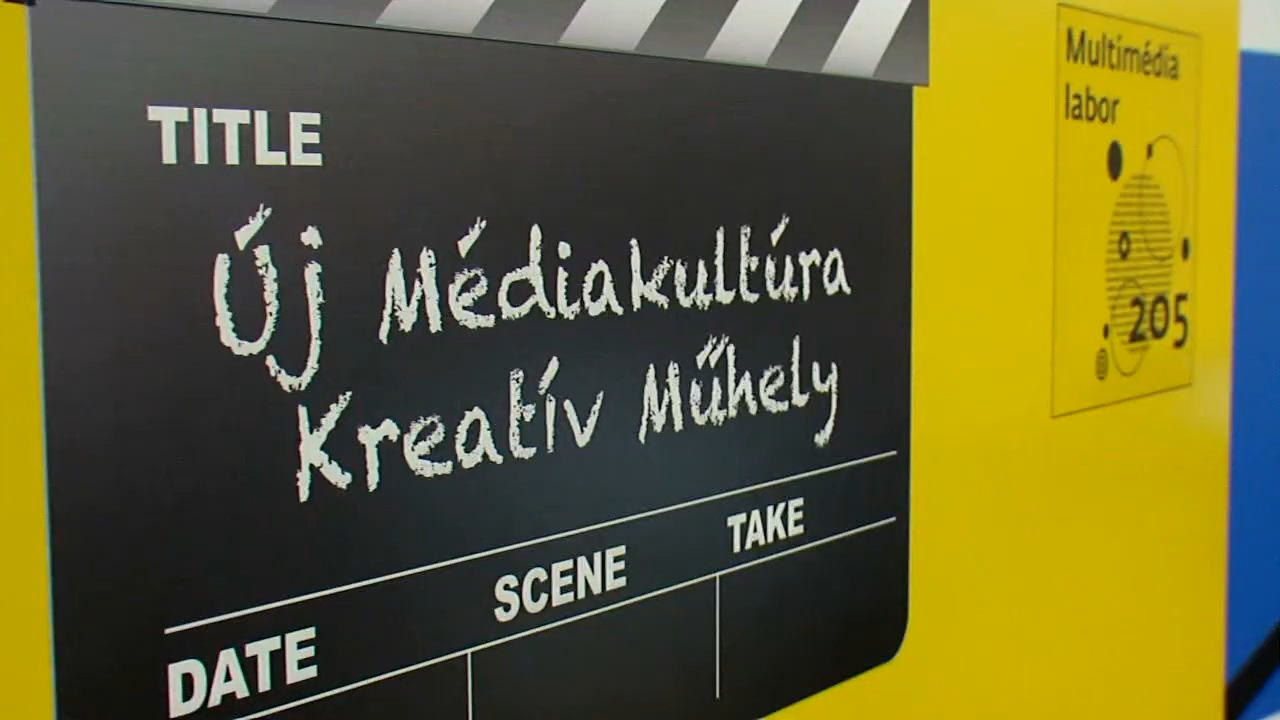 TITLE
Új Médiakultúra
Kreatív Műhely
DATE SCENE TAKE
Multimédia
labor
205